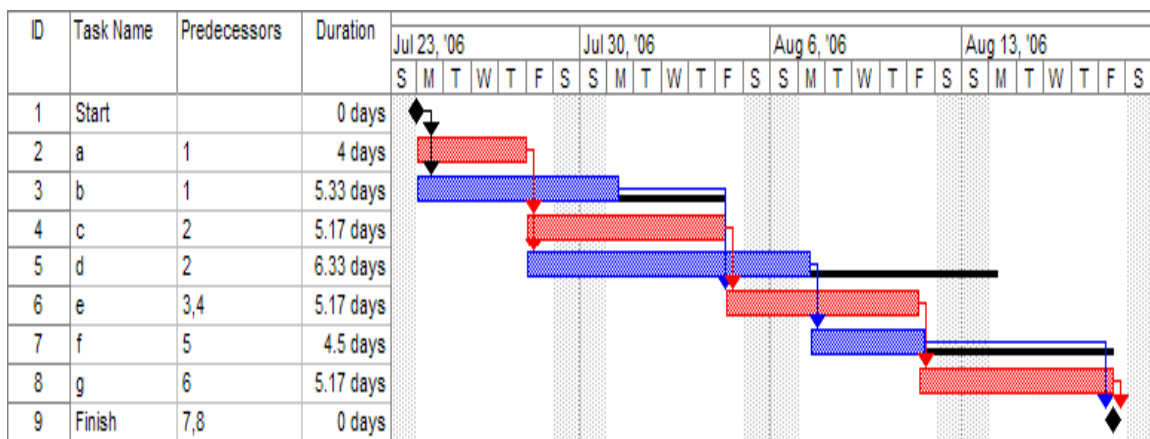 ID Task Name Predecessors Duration Jul 23, '06 Jul 30, '06 Aug 6, '06 Aug 13, '06
S M T W T F S S M T W T F S S M T W T F S S M T W T F S
1 Start 0 days
2 a 1 4 days
3 b 1 5.33 days
4 c 2 5.17 days
5 d 2 6.33 days
6 e 3,4 5.17 days
7 f 5 4.5 days
8 g 6 5.17 days
9 Finish 7,8 0 days